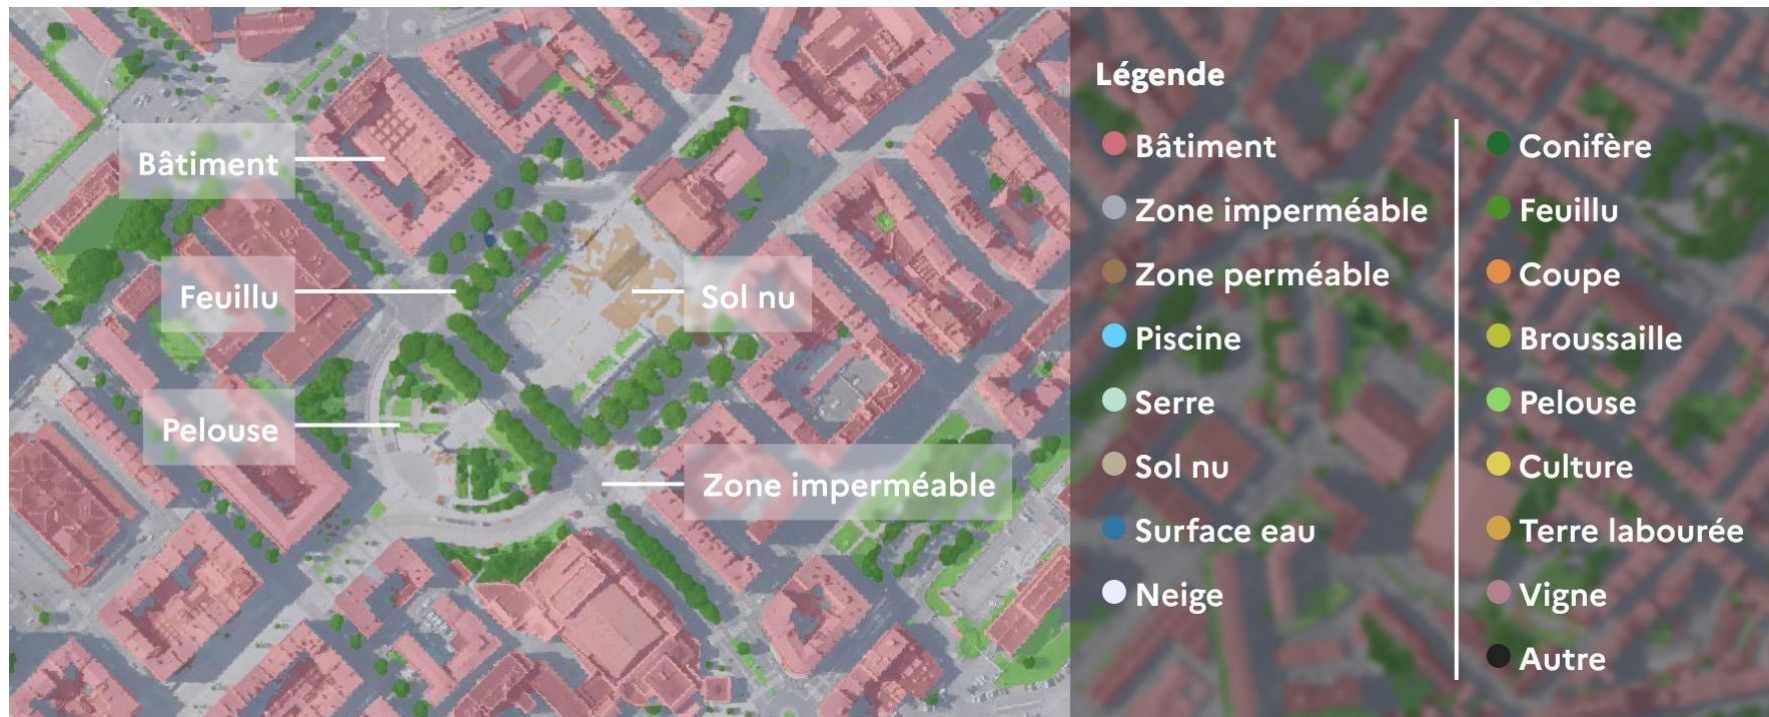 Bâtiment
Feuillu
Sol nu
Pelouse
Zone imperméable
Légende
Bâtiment
Zone imperméable
Zone perméable
Piscine
Serre
Sol nu
Surface eau
Neige
Conifère
Feuillu
Coupe
Broussaille
Pelouse
Culture
Terre labourée
Vigne
Autre